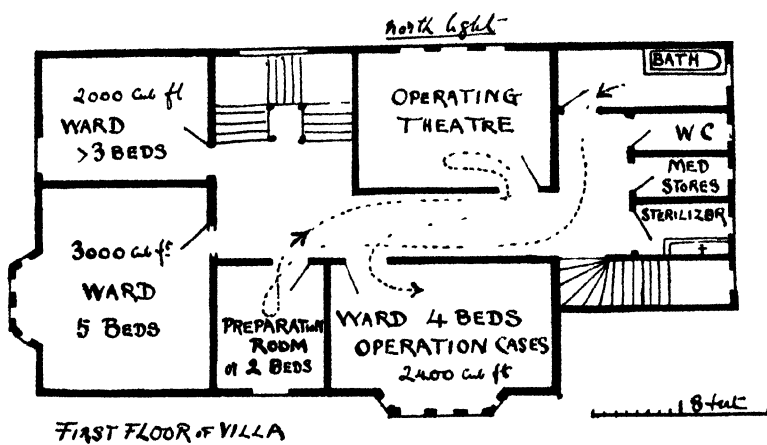 North light
2000 Cub ft
WARD
>3 BEDS
OPERATING
THEATRE
BATH
WC
MED
STORES
STERILIZER
3000 Cub ft
WARD
5 BEDS
PREPARATION
ROOM
or 2 BEDS
WARD 4 BEDS
OPERATION CASES
2400 Cub ft
18 feet
FIRST FLOOR OF VILLA